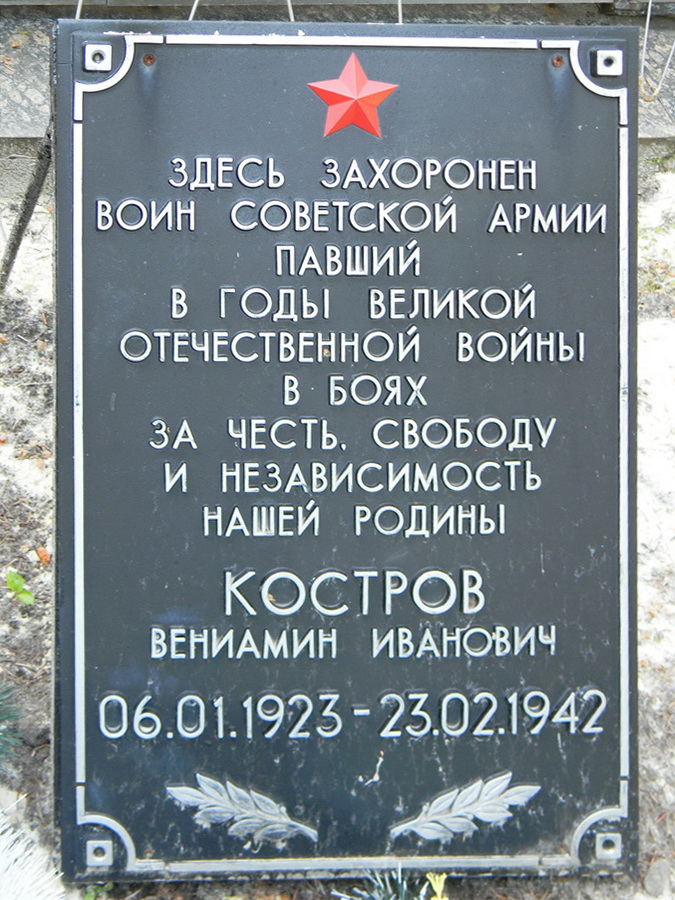 ЗДЕСЬ ЗАХОРОНЕН
ВОИН СОВЕТСКОЙ АРМИИ
ПАВШИЙ
В ГОДЫ ВЕЛИКОЙ
ОТЕЧЕСТВЕННОЙ ВОЙНЫ
В БОЯХ
ЗА ЧЕСТЬ, СВОБОДУ
И НЕЗАВИСИМОСТЬ
НАШЕЙ РОДИНЫ
КОСТРОВ
ВЕНИАМИН ИВАНОВИЧ
06.01.1923 - 23.02.1942